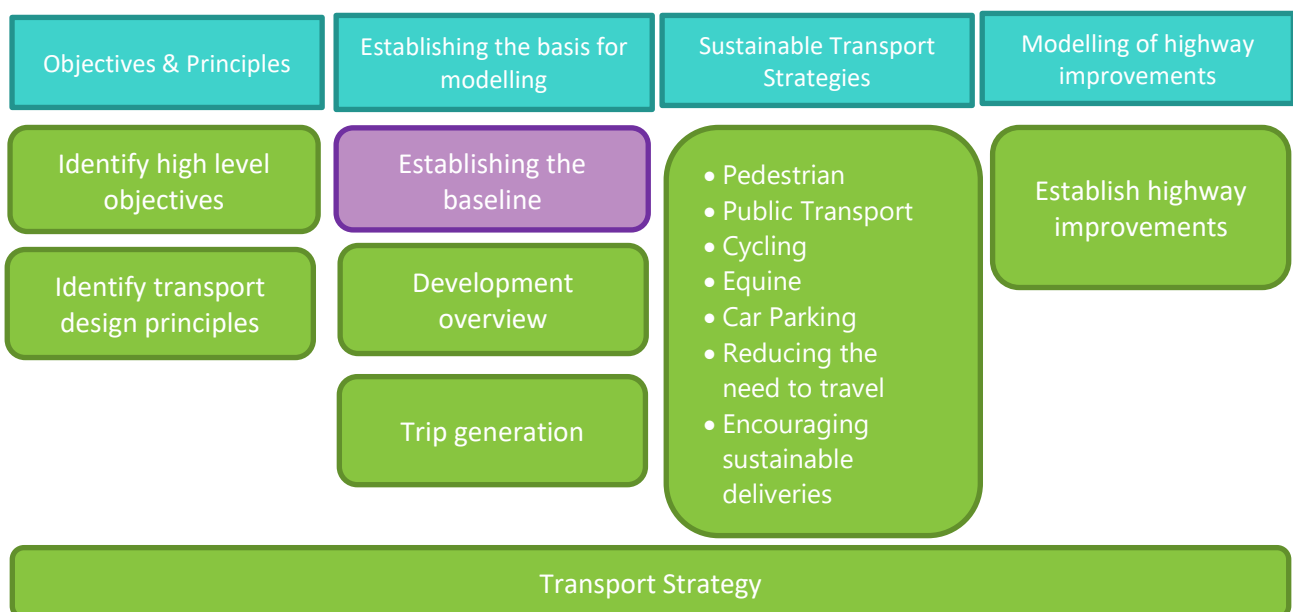 Objectives & Principles
Establishing the basis for
modelling
Sustainable Transport
Strategies
Modelling of highway
improvements
Identify high level
objectives
Identify transport
design principles
Establishing the
baseline
Development
overview
Trip generation
• Pedestrian
• Public Transport
• Cycling
• Equine
• Car Parking
• Reducing the
need to travel
• Encouraging
sustainable
deliveries
Establish highway
improvements
Transport Strategy